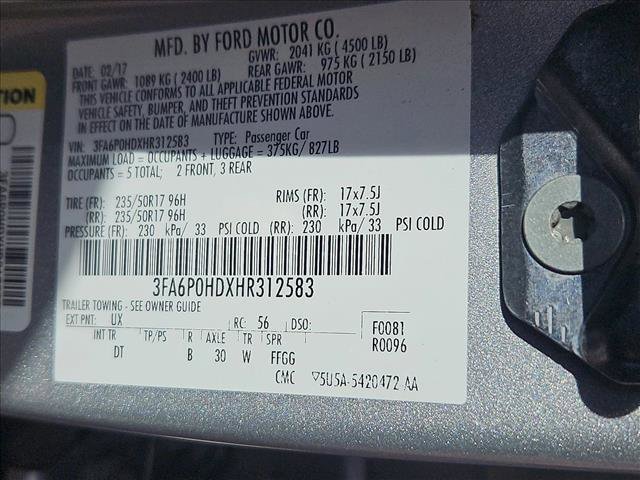 MFD. BY FORD MOTOR CO.
DATE: 02/17 GVWR: 2041 KG (4500 LB)
FRONT GAWR: 1089 KG (2400 LB) REAR GAWR: 975 KG (2150 LB)
THIS VEHICLE CONFORMS TO ALL APPLICABLE FEDERAL MOTOR
VEHICLE SAFETY, BUMPER, AND THEFT PREVENTION STANDARDS
IN EFFECT ON THE DATE OF MANUFACTURE SHOWN ABOVE.
VIN: 3FA6P0HDXHR312583 TYPE: Passenger Car
MAXIMUM LOAD = OCCUPANTS + LUGGAGE = 375KG/ 827LB
OCCUPANTS = 5 TOTAL; 2 FRONT, 3 REAR
TIRE (FR): 235/50R17 96H RIMS (FR): 17x7.5J
(RR): 235/50R17 96H (RR): 17x7.5J
PRESSURE (FR): 230 kPa/ 33 PSI COLD (RR): 230 kPa/ 33 PSI COLD
3FA6P0HDXHR312583
TRAILER TOWING - SEE OWNER GUIDE
EXT PNT: UX RC: 56 DSO: F0081
R0096
INT TR TP/PS R AXLE TR SPR
DT B 30 W FFGG
CMC 5U5A-5420472-AA
TION